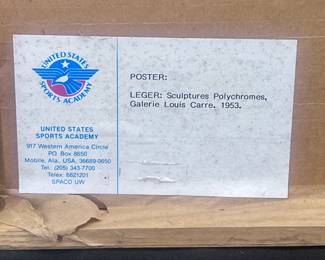 UNITED STATES
SPORTS ACADEMY
UNITED STATES
SPORTS ACADEMY
917 Western America Circle
PO. Box 8650
Mobile, Ala., USA, 36689-0650
Tel.: (205) 343-7700
Telex: 6821201
SPACD UW
POSTER:
LEGER: Sculptures Polychromes,
Galerie Louis Carre. 1953.